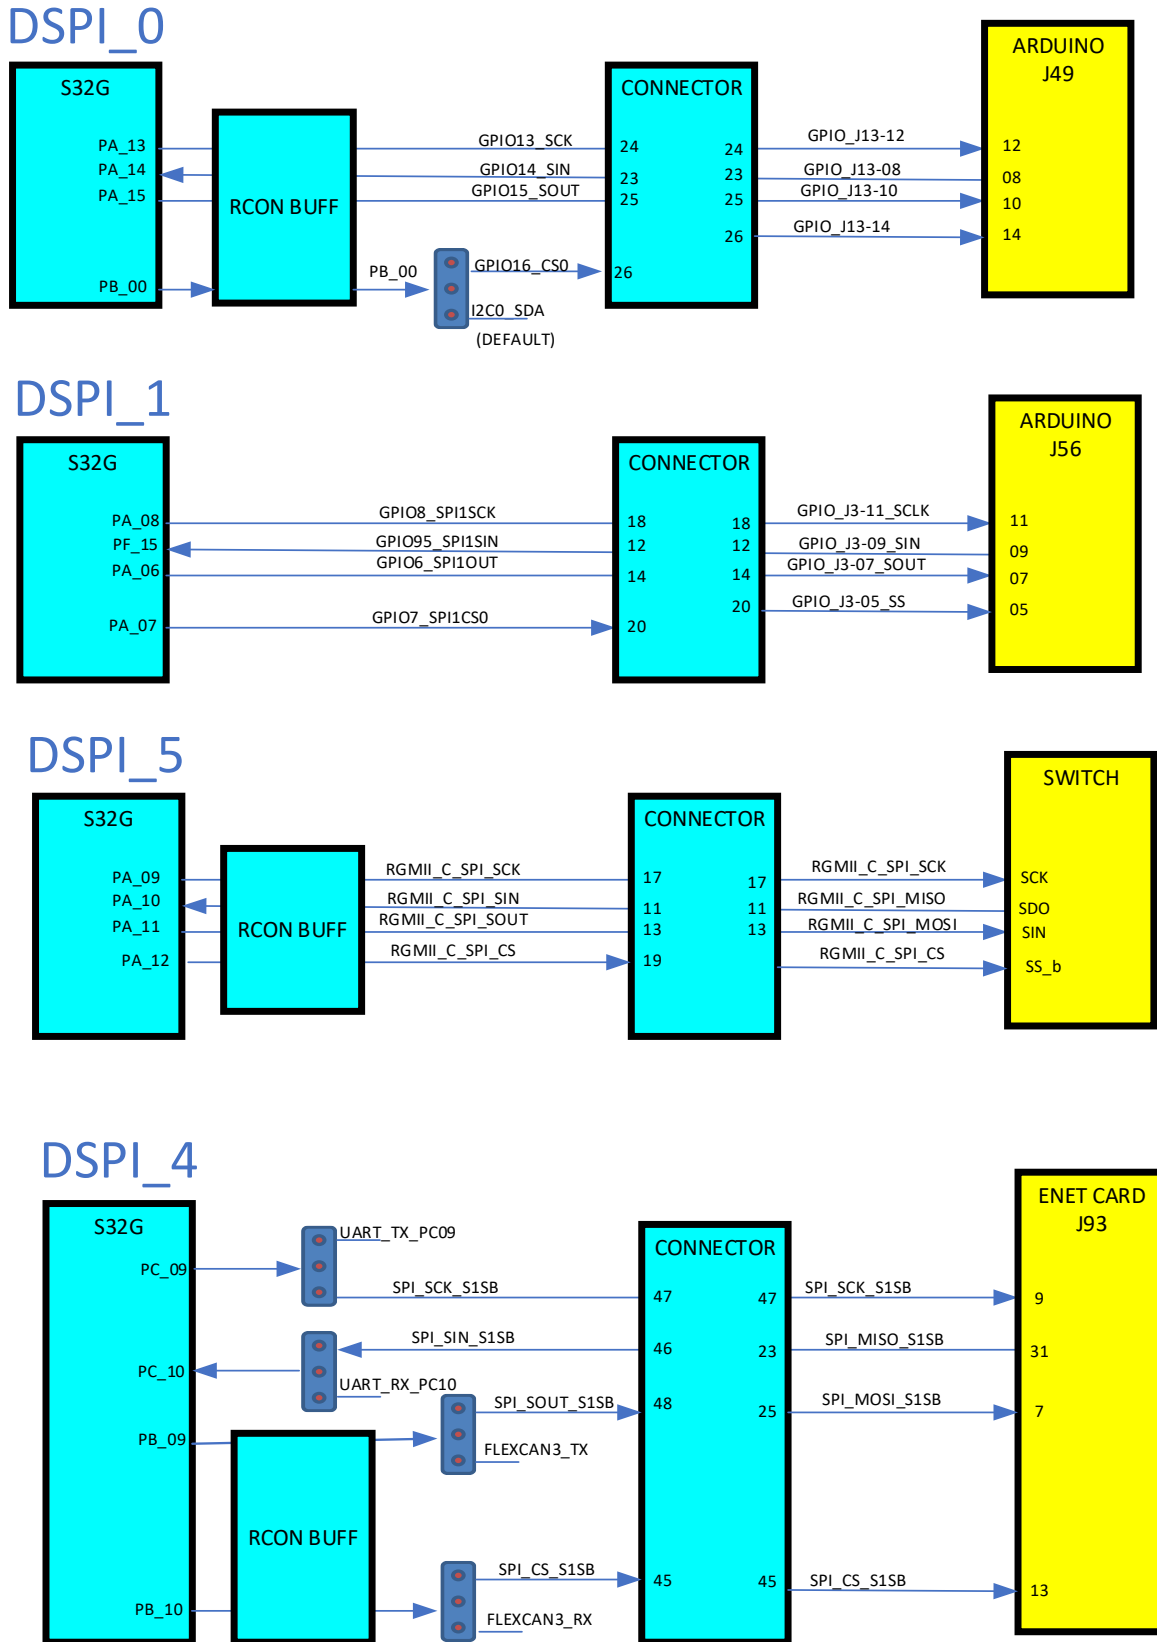 DSPI_0
S32G
PA_13
PA_14
PA_15
PB_00
RCON BUFF
GPIO13_SCK
GPIO14_SIN
GPIO15_SOUT
PB_00
GPIO16_CS0
I2C0_SDA
(DEFAULT)
CONNECTOR
24 24
23 23
25 25
26
26
GPIO_J13-12
GPIO_J13-08
GPIO_J13-10
GPIO_J13-14
ARDUINO
J49
12
08
10
14
DSPI_1
S32G
PA_08
PF_15
PA_06
PA_07
GPIO8_SPI1SCK
GPIO95_SPI1SIN
GPIO6_SPI1OUT
GPIO7_SPI1CS0
CONNECTOR
18 18
12 12
14 14
20
20
GPIO_J3-11_SCLK
GPIO_J3-09_SIN
GPIO_J3-07_SOUT
GPIO_J3-05_SS
ARDUINO
J56
11
09
07
05
DSPI_5
S32G
PA_09
PA_10
PA_11
PA_12
RCON BUFF
RGMII_C_SPI_SCK
RGMII_C_SPI_SIN
RGMII_C_SPI_SOUT
RGMII_C_SPI_CS
CONNECTOR
17 17
11 11
13 13
19
RGMII_C_SPI_SCK
RGMII_C_SPI_MISO
RGMII_C_SPI_MOSI
RGMII_C_SPI_CS
SWITCH
SCK
SDO
SIN
SS_b
DSPI_4
S32G
PC_09
PC_10
PB_09
PB_10
RCON BUFF
UART_TX_PC09
SPI_SCK_S1SB
SPI_SIN_S1SB
UART_RX_PC10
SPI_SOUT_S1SB
FLEXCAN3_TX
SPI_CS_S1SB
FLEXCAN3_RX
CONNECTOR
47 47
46 23
48 25
45 45
SPI_SCK_S1SB
SPI_MISO_S1SB
SPI_MOSI_S1SB
SPI_CS_S1SB
ENET CARD
J93
9
31
7
13